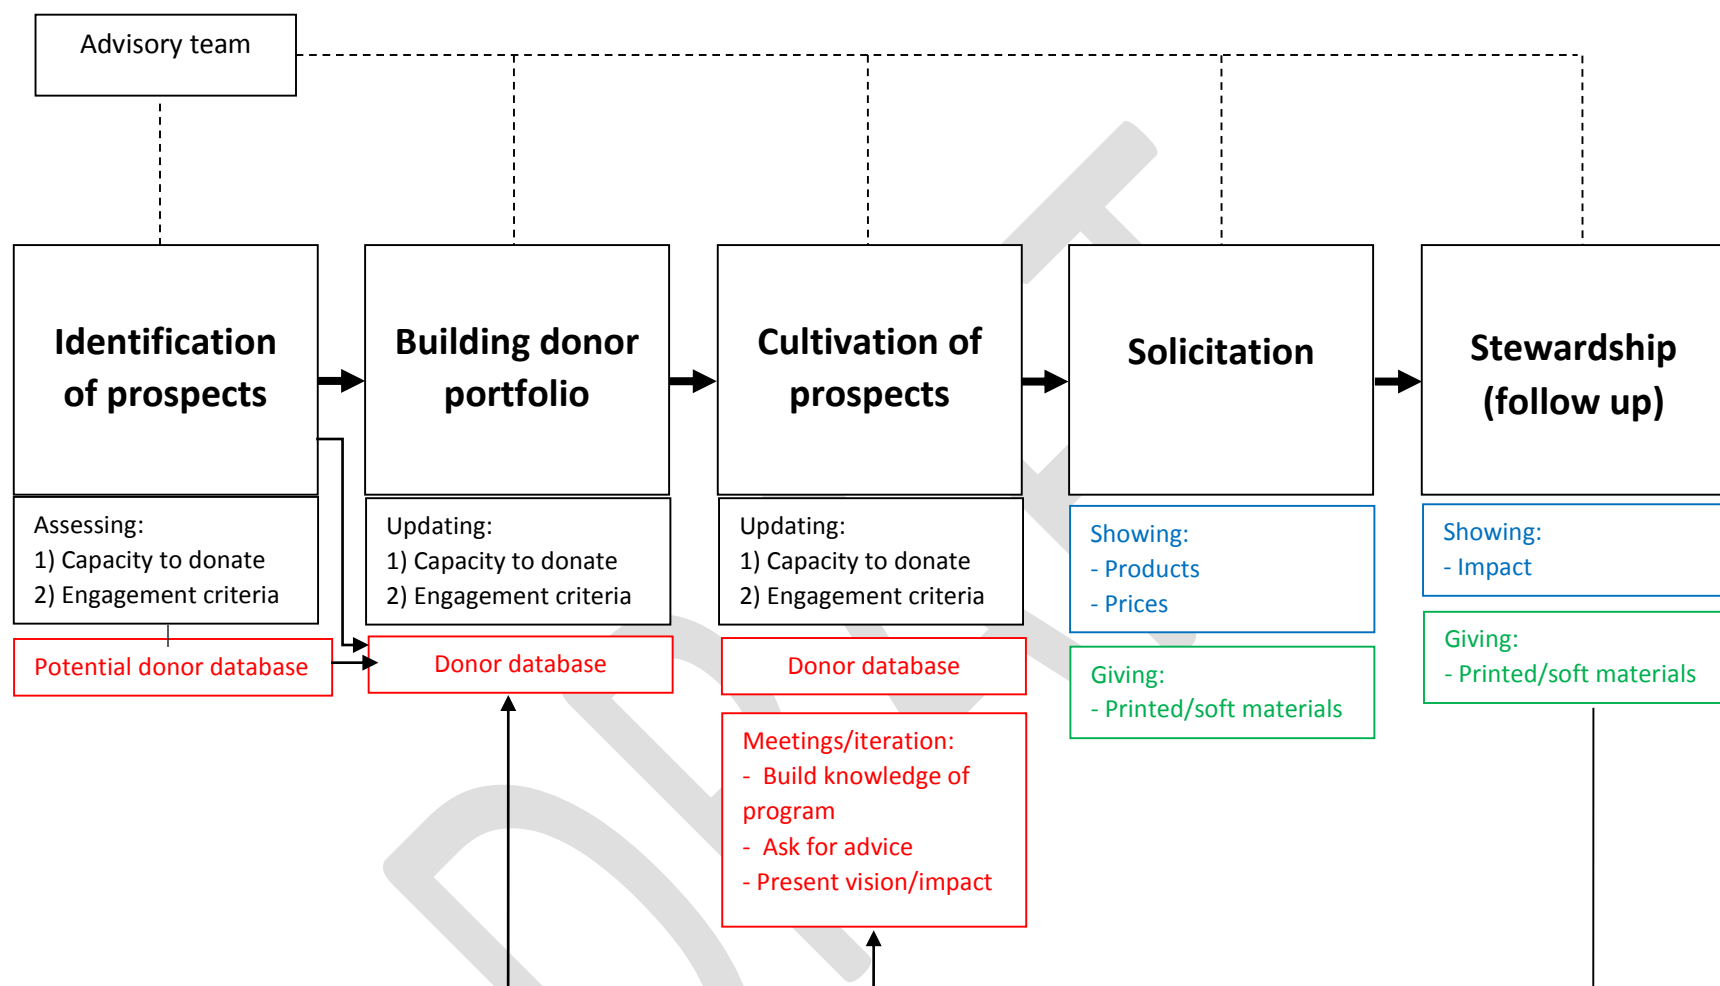 Advisory team
Identification
of prospects
Building donor
portfolio
Cultivation of
prospects
Solicitation
Stewardship
(follow up)
Assessing:
1) Capacity to donate
2) Engagement criteria
Potential donor database
Updating:
1) Capacity to donate
2) Engagement criteria
Donor database
Updating:
1) Capacity to donate
2) Engagement criteria
Donor database
Meetings/iteration:
- Build knowledge of
program
- Ask for advice
- Present vision/impact
Showing:
- Products
- Prices
Giving:
- Printed/soft materials
Showing:
- Impact
Giving:
- Printed/soft materials
DRAFT